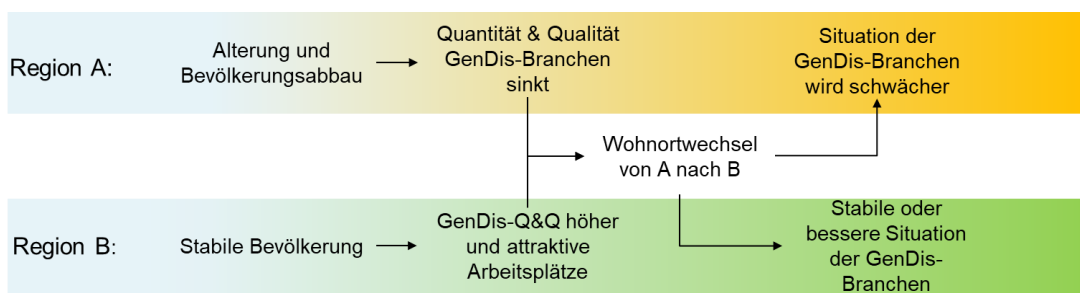 Region A:
Alterung und
Bevölkerungsabbau
Quantität & Qualität
GenDis-Branchen
sinkt
Situation der
GenDis-Branchen
wird schwächer
Wohnortwechsel
von A nach B
Region B:
Stabile Bevölkerung
GenDis-Q&Q höher
und attraktive
Arbeitsplätze
Stabile oder
bessere Situation
der GenDis-
Branchen